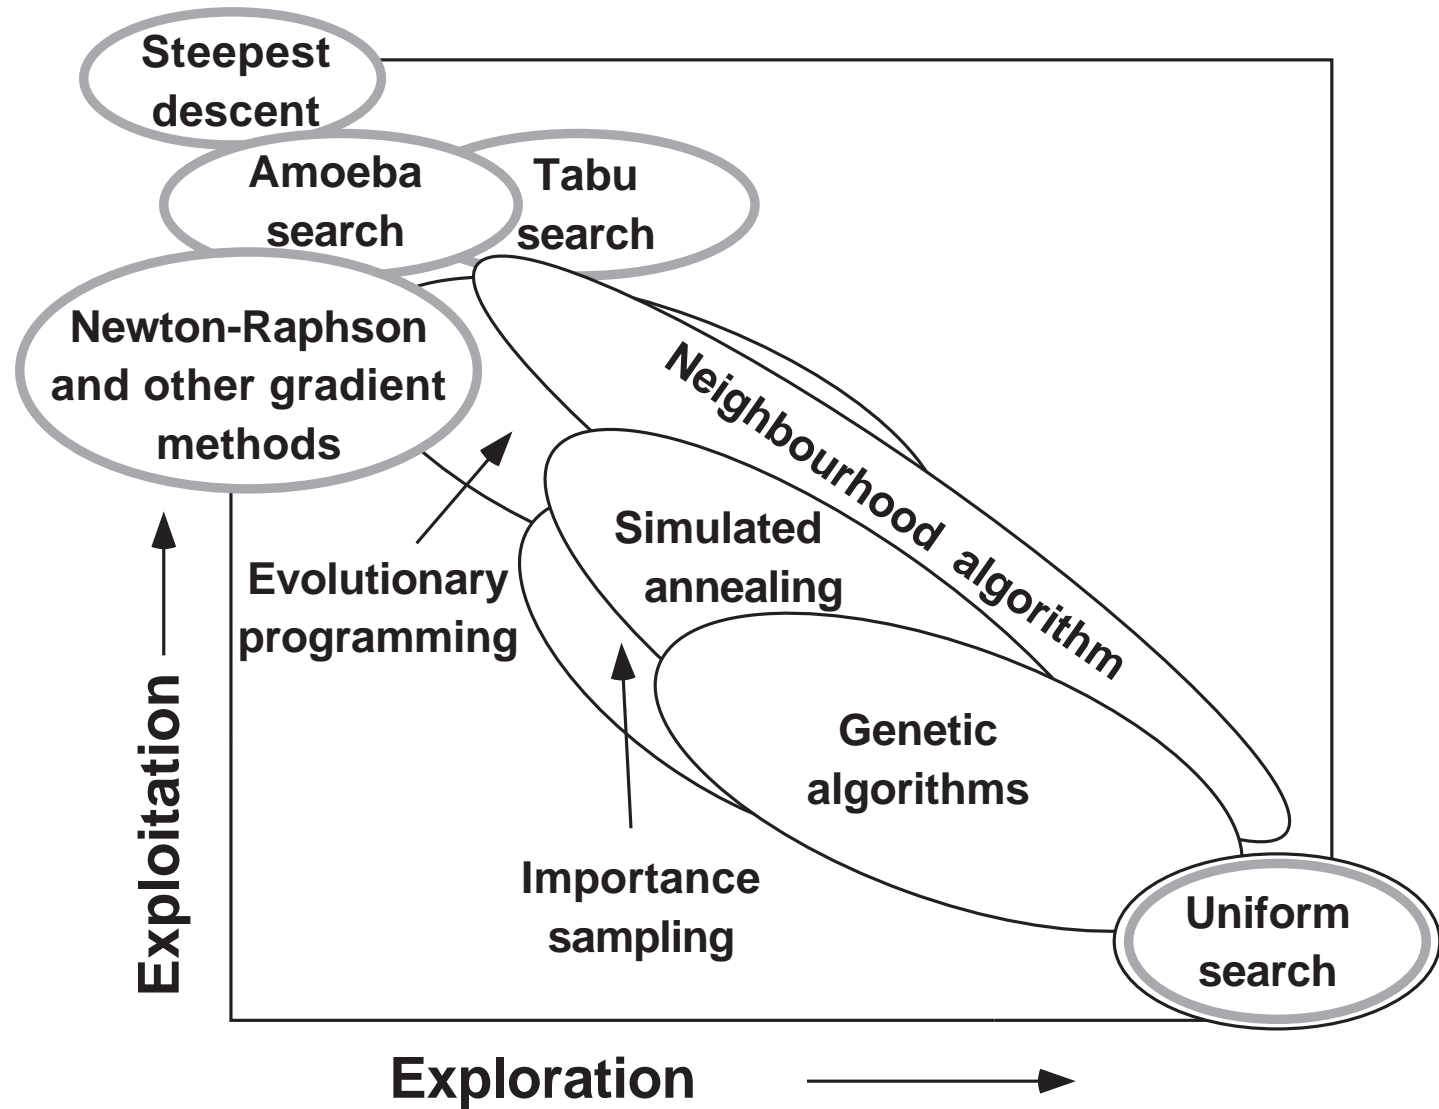 Steepest
descent
Amoeba
search
Tabu
search
Newton-Raphson
and other gradient
methods
Neighbourhood algorithm
Simulated
annealing
Evolutionary
programming
Genetic
algorithms
Importance
sampling
Uniform
search
Exploitation
Exploration